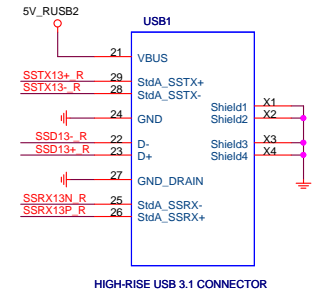 5V_RUSB2
USB1
21 VBUS
SSTX13+_R 29 StdA_SSTX+
SSTX13-_R 28 StdA_SSTX-
Shield1 X1
24 GND Shield2 X2
SSD13-_R 22 D- Shield3 X3
SSD13+_R 23 D+ Shield4 X4
27 GND_DRAIN
SSRX13N_R 25 StdA_SSRX-
SSRX13P_R 26 StdA_SSRX+
HIGH-RISE USB 3.1 CONNECTOR